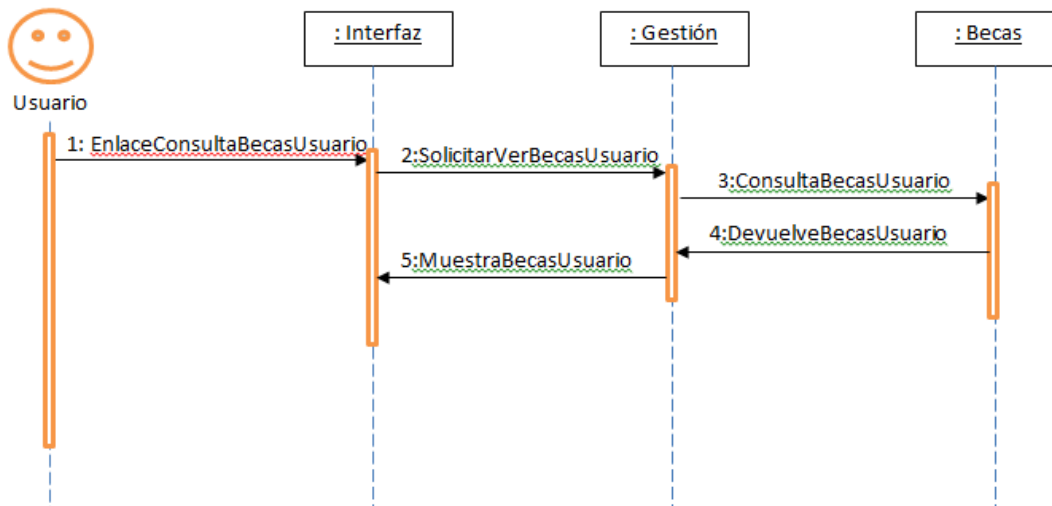 : Interfaz
: Gestión
: Becas
Usuario
1: EnlaceConsultaBecasUsuario
2:SolicitarVerBecasUsuario
3:ConsultaBecasUsuario
4:DevuelveBecasUsuario
5:MuestraBecasUsuario